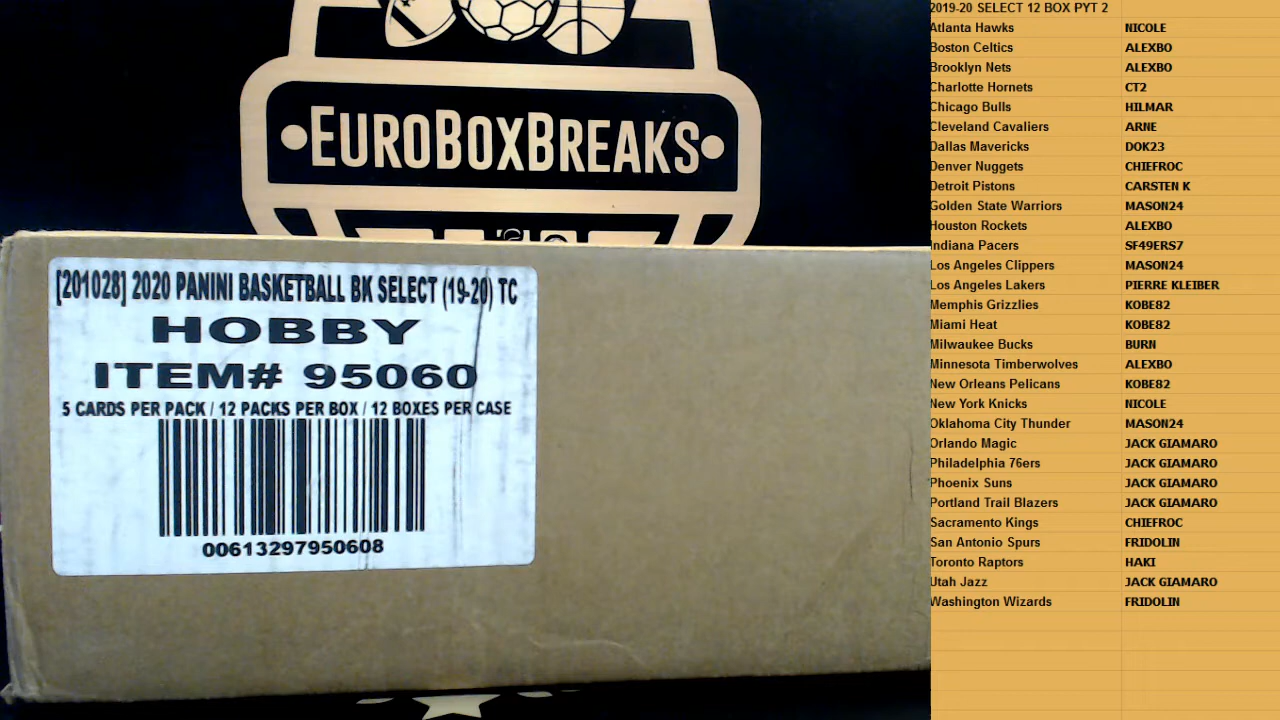 EUROBOXBREAKS
[201028] 2020 PANINI BASKETBALL BK SELECT (19-20) TC
HOBBY
ITEM# 95060
5 CARDS PER PACK / 12 PACKS PER BOX / 12 BOXES PER CASE
00613297950608
2019-20 SELECT 12 BOX PYT 2
Atlanta Hawks NICOLE
Boston Celtics ALEXBO
Brooklyn Nets ALEXBO
Charlotte Hornets CT2
Chicago Bulls HILMAR
Cleveland Cavaliers ARNE
Dallas Mavericks DOK23
Denver Nuggets CHIEFROC
Detroit Pistons CARSTEN K
Golden State Warriors MASON24
Houston Rockets ALEXBO
Indiana Pacers SF49ERS7
Los Angeles Clippers MASON24
Los Angeles Lakers PIERRE KLEIBER
Memphis Grizzlies KOBE82
Miami Heat KOBE82
Milwaukee Bucks BURN
Minnesota Timberwolves ALEXBO
New Orleans Pelicans KOBE82
New York Knicks NICOLE
Oklahoma City Thunder MASON24
Orlando Magic JACK GIAMARO
Philadelphia 76ers JACK GIAMARO
Phoenix Suns JACK GIAMARO
Portland Trail Blazers JACK GIAMARO
Sacramento Kings CHIEFROC
San Antonio Spurs FRIDOLIN
Toronto Raptors HAKI
Utah Jazz JACK GIAMARO
Washington Wizards FRIDOLIN